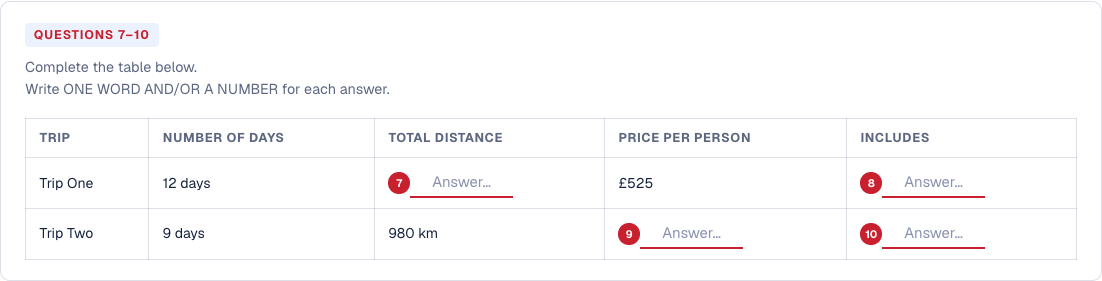 QUESTIONS 7–10
Complete the table below.
Write ONE WORD AND/OR A NUMBER for each answer.
TRIP NUMBER OF DAYS TOTAL DISTANCE PRICE PER PERSON INCLUDES
Trip One 12 days 7 Answer... £525 8 Answer...
Trip Two 9 days 980 km 9 Answer... 10 Answer...